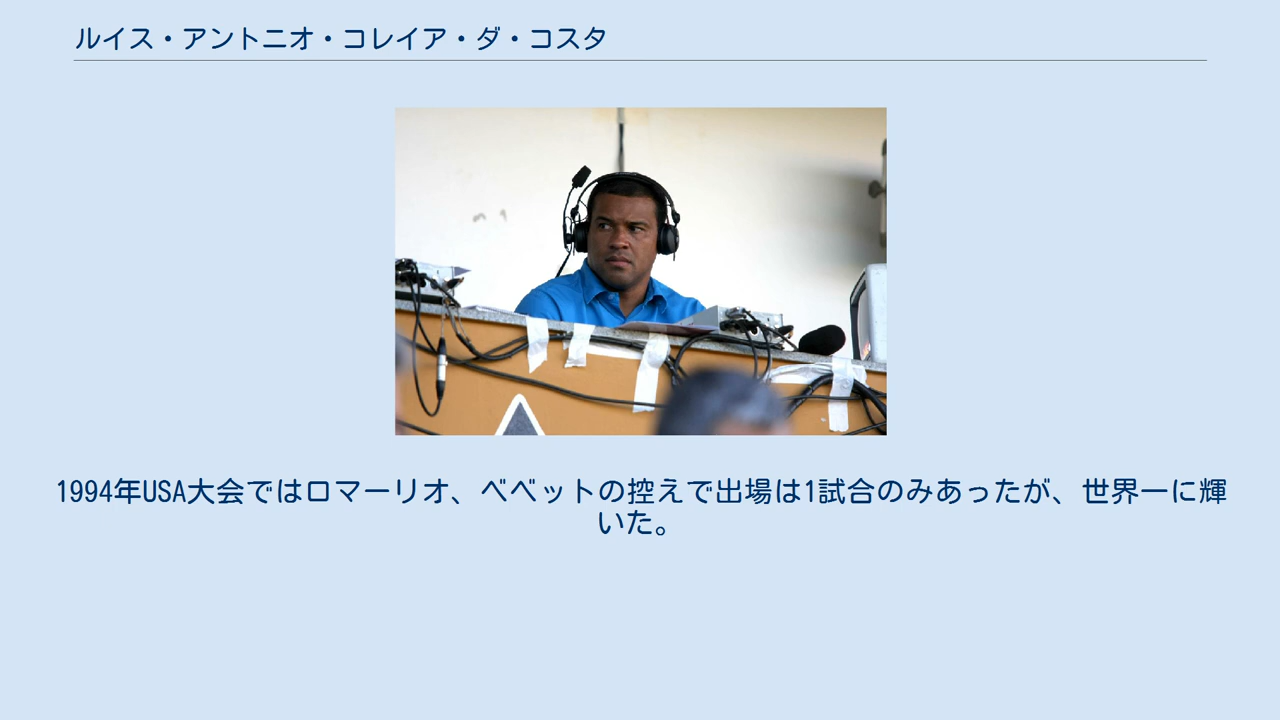 ルイス・アントニオ・コレイア・ダ・コスタ
1994年USA大会ではロマーリオ、ベベットの控えで出場は1試合のみあったが、世界一に輝
いた。